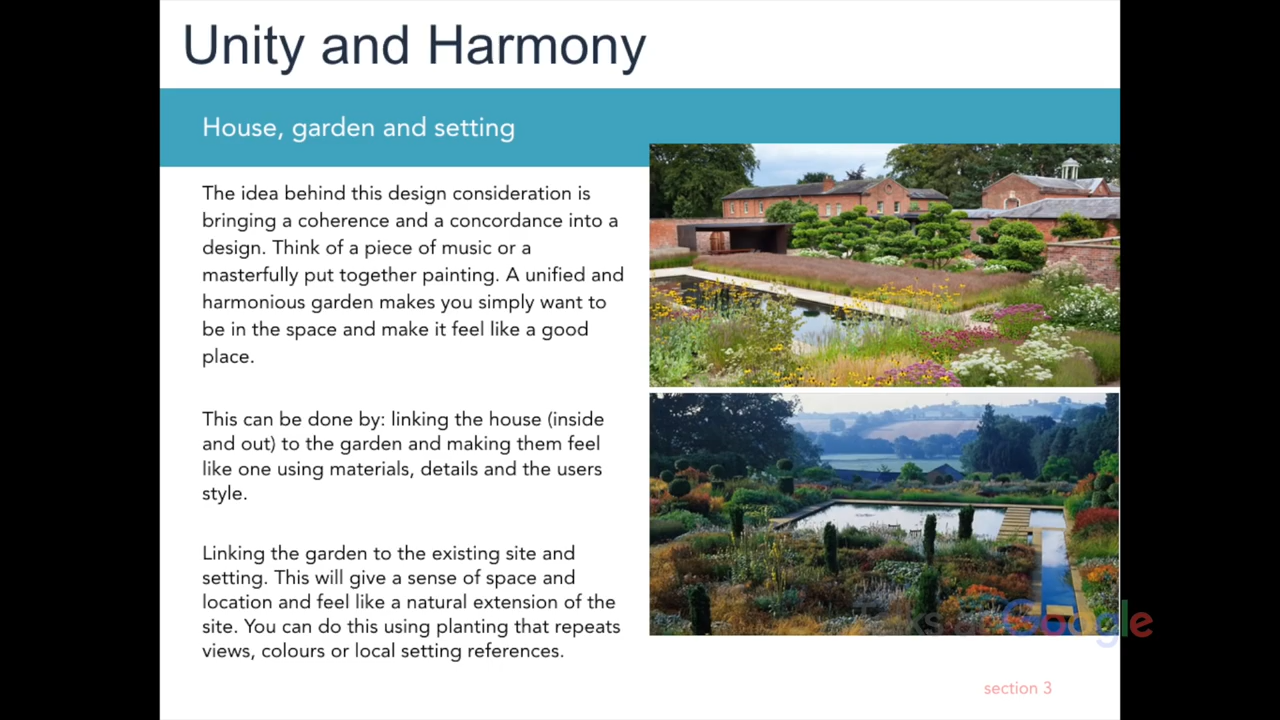 Unity and Harmony
House, garden and setting
The idea behind this design consideration is
bringing a coherence and a concordance into a
design. Think of a piece of music or a
masterfully put together painting. A unified and
harmonious garden makes you simply want to
be in the space and make it feel like a good
place.
This can be done by: linking the house (inside
and out) to the garden and making them feel
like one using materials, details and the users
style.
Linking the garden to the existing site and
setting. This will give a sense of space and
location and feel like a natural extension of the
site. You can do this using planting that repeats
views, colours or local setting references.
Talks at Google
section 3